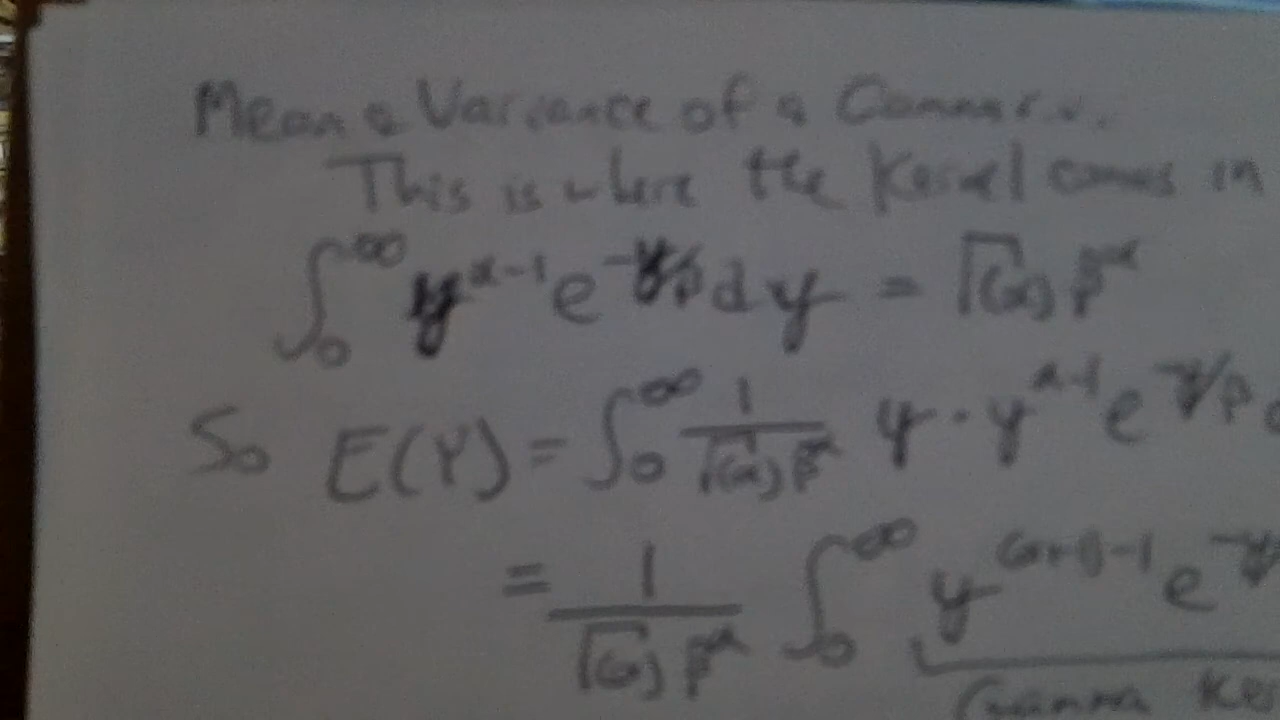 Mean & Variance of a Gamma r.v.
This is where the Kernel comes in
∫₀^∞ y^(α-1) e^(-y/β) dy = Γ(α) β^α
So E(Y) = ∫₀^∞ 1/(Γ(α) β^α) y · y^(α-1) e^(-y/β)
= 1/(Γ(α) β^α) ∫₀^∞ y^((α+1)-1) e^(-y
Gamma Ker